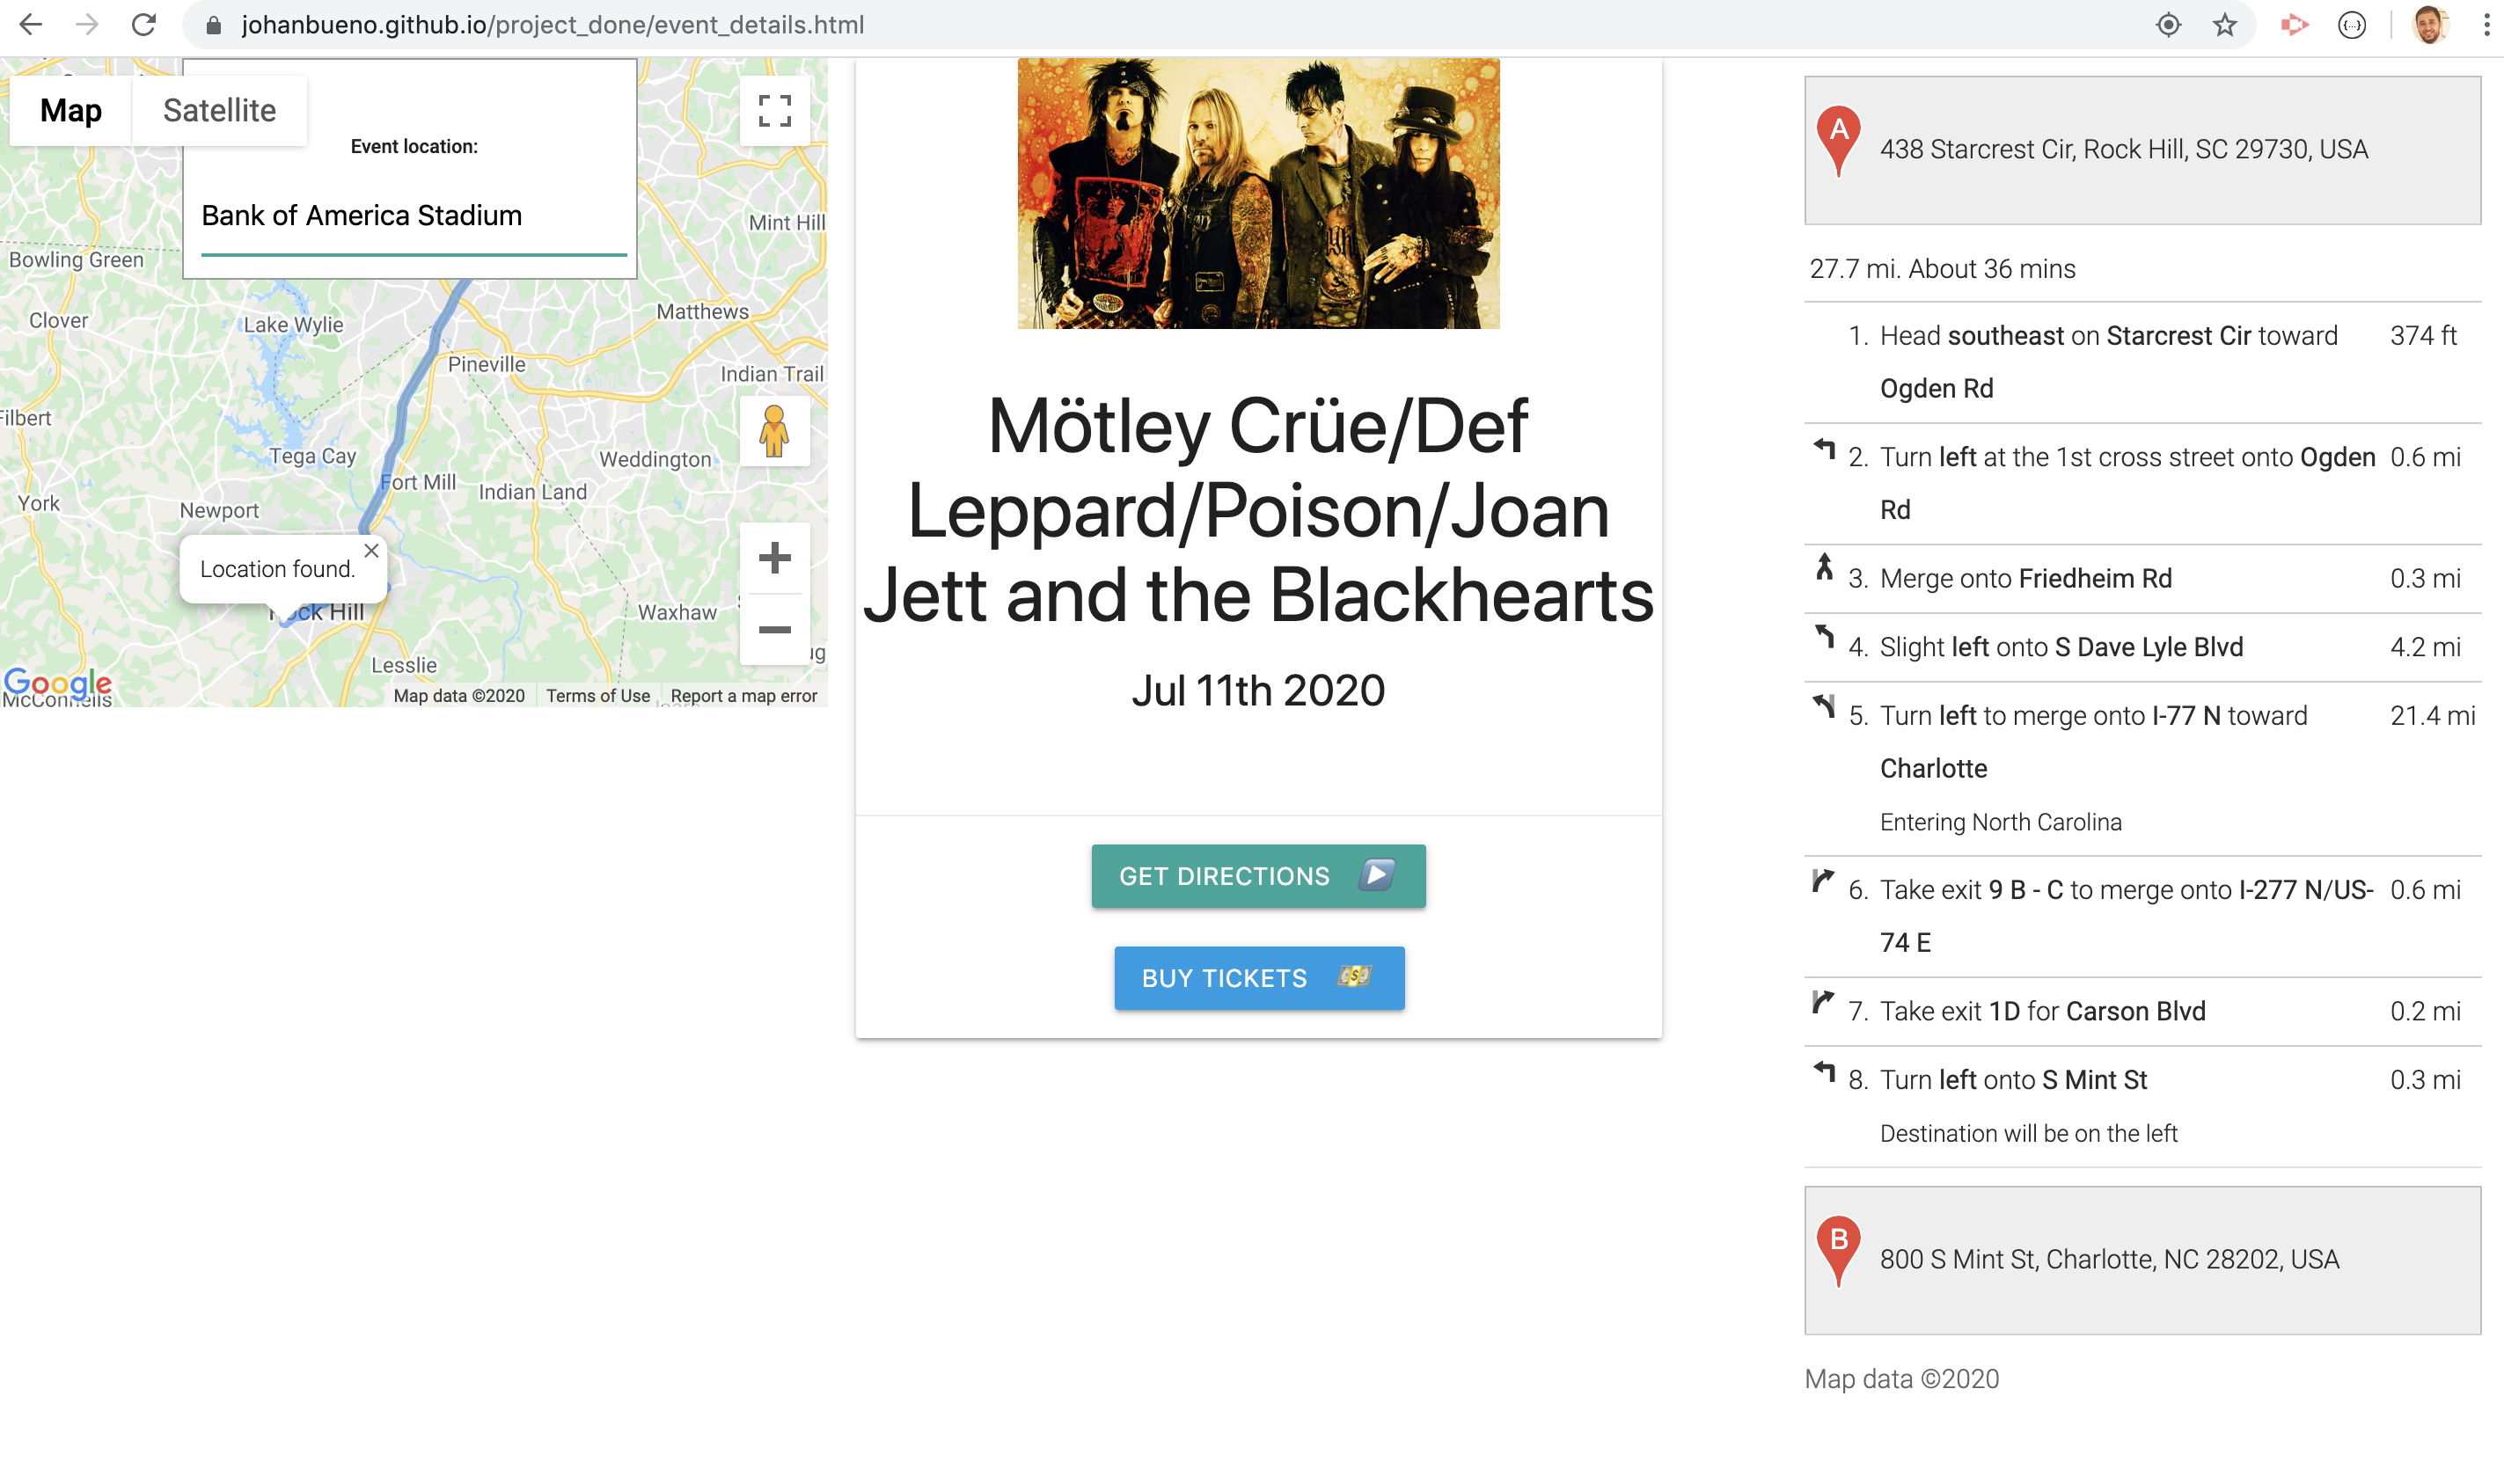 johanbueno.github.io/project_done/event_details.html
Map
Satellite
Event location:
Bank of America Stadium
Mint Hill
Bowling Green
Matthews
Clover
Lake Wylie
Pineville
Indian Trail
Filbert
Tega Cay
Weddington
Fort Mill
Indian Land
York
Newport
Location found.
Rock Hill
Waxhaw
Lesslie
Google
McConnells
Map data ©2020
Terms of Use
Report a map error
Mötley Crüe/Def
Leppard/Poison/Joan
Jett and the Blackhearts
Jul 11th 2020
GET DIRECTIONS
BUY TICKETS
A
438 Starcrest Cir, Rock Hill, SC 29730, USA
27.7 mi. About 36 mins
1. Head southeast on Starcrest Cir toward 374 ft
Ogden Rd
2. Turn left at the 1st cross street onto Ogden 0.6 mi
Rd
3. Merge onto Friedheim Rd 0.3 mi
4. Slight left onto S Dave Lyle Blvd 4.2 mi
5. Turn left to merge onto I-77 N toward 21.4 mi
Charlotte
Entering North Carolina
6. Take exit 9 B - C to merge onto I-277 N/US- 0.6 mi
74 E
7. Take exit 1D for Carson Blvd 0.2 mi
8. Turn left onto S Mint St 0.3 mi
Destination will be on the left
B
800 S Mint St, Charlotte, NC 28202, USA
Map data ©2020